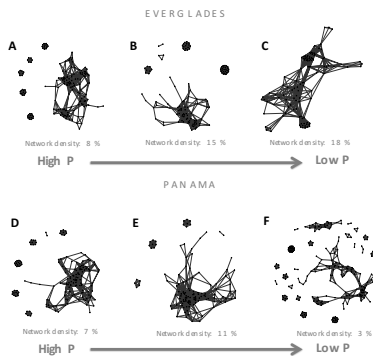 EVERGLADES
A B C
Network density: 8 % Network density: 15 % Network density: 18 %
High P Low P
PANAMA
D E F
Network density: 7 % Network density: 11 % Network density: 3 %
High P Low P